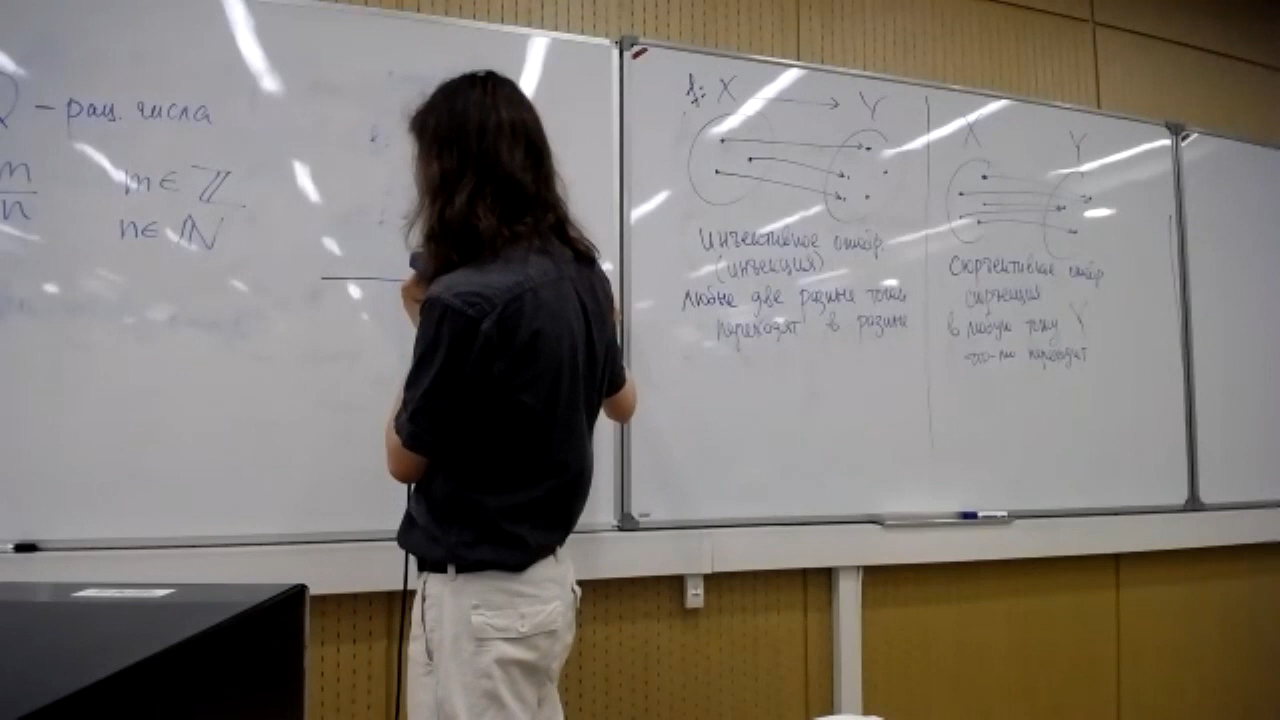 Q - рац. числа
m
n
m ∈ ℤ
n ∈ ℕ
f: X → Y
Инъективное отобр.
(инъекция)
любые две разные точки
переходят в разные
X Y
Сюръективное отобр
сюръекция
в любую точку Y
что-то переходит